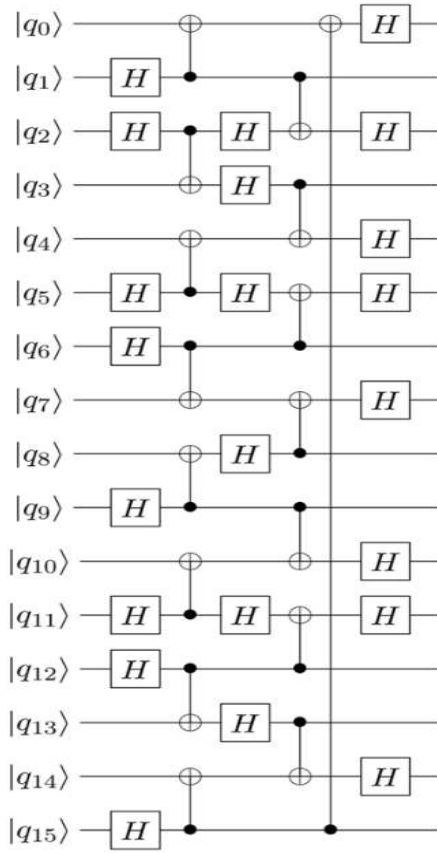 |q₀⟩ H
|q₁⟩ H
|q₂⟩ H H H
|q₃⟩ H
|q₄⟩ H
|q₅⟩ H H H
|q₆⟩ H
|q₇⟩ H
|q₈⟩ H
|q₉⟩ H
|q₁₀⟩ H
|q₁₁⟩ H H H
|q₁₂⟩ H
|q₁₃⟩ H
|q₁₄⟩ H
|q₁₅⟩ H